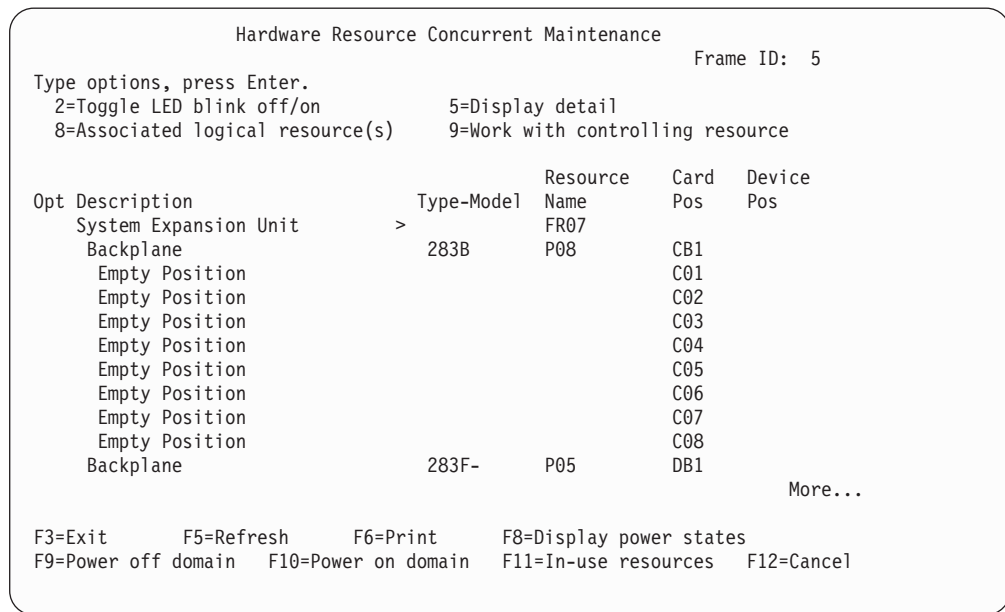 Hardware Resource Concurrent Maintenance
Frame ID: 5
Type options, press Enter.
2=Toggle LED blink off/on 5=Display detail
8=Associated logical resource(s) 9=Work with controlling resource
Resource Card Device
Opt Description Type-Model Name Pos Pos
System Expansion Unit > FR07
Backplane 283B P08 CB1
Empty Position C01
Empty Position C02
Empty Position C03
Empty Position C04
Empty Position C05
Empty Position C06
Empty Position C07
Empty Position C08
Backplane 283F- P05 DB1
More...
F3=Exit F5=Refresh F6=Print F8=Display power states
F9=Power off domain F10=Power on domain F11=In-use resources F12=Cancel